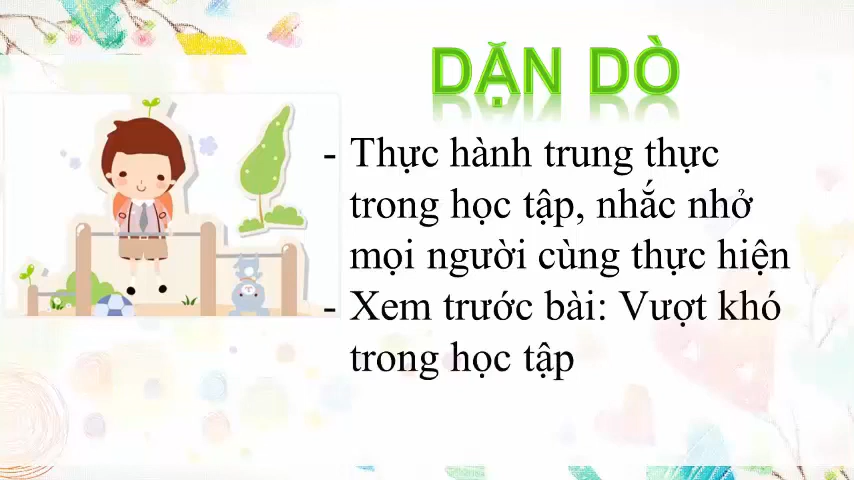 DẶN DÒ
- Thực hành trung thực
trong học tập, nhắc nhở
mọi người cùng thực hiện
- Xem trước bài: Vượt khó
trong học tập